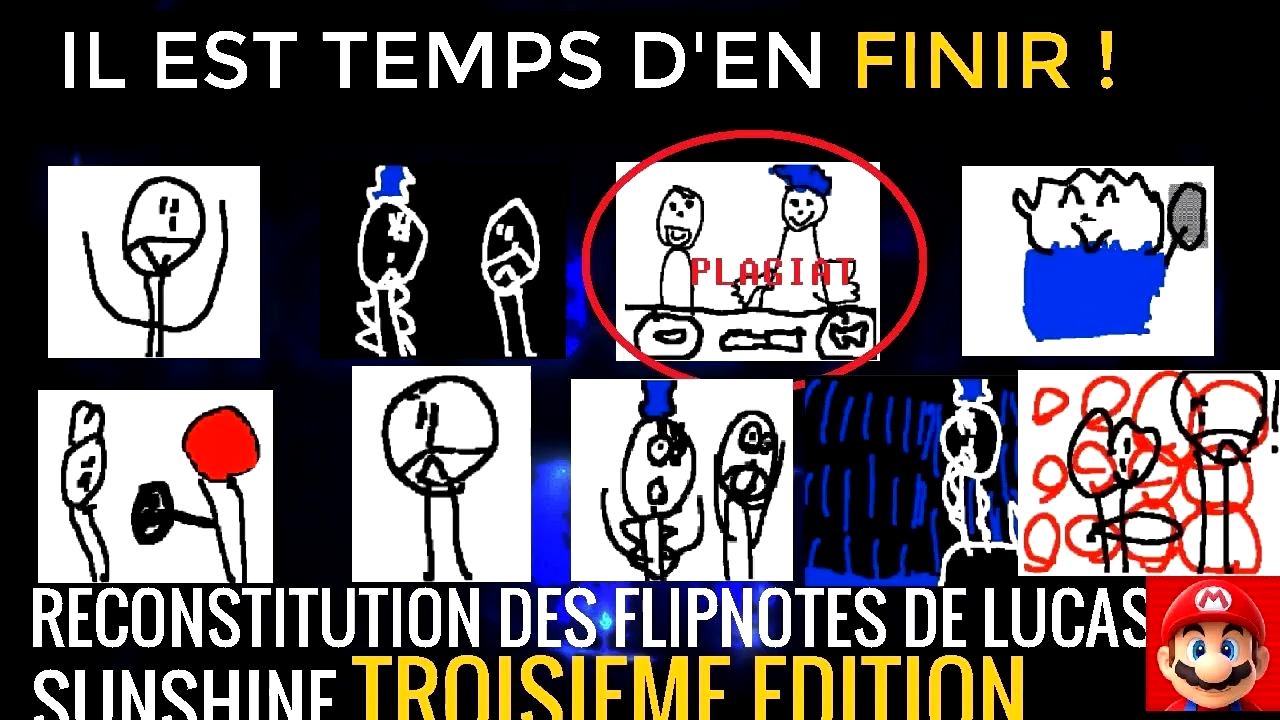 IL EST TEMPS D'EN FINIR !
PLAGIAT
RECONSTITUTION DES FLIPNOTES DE LUCAS
SUNSHINE TROISIEME EDITION
M